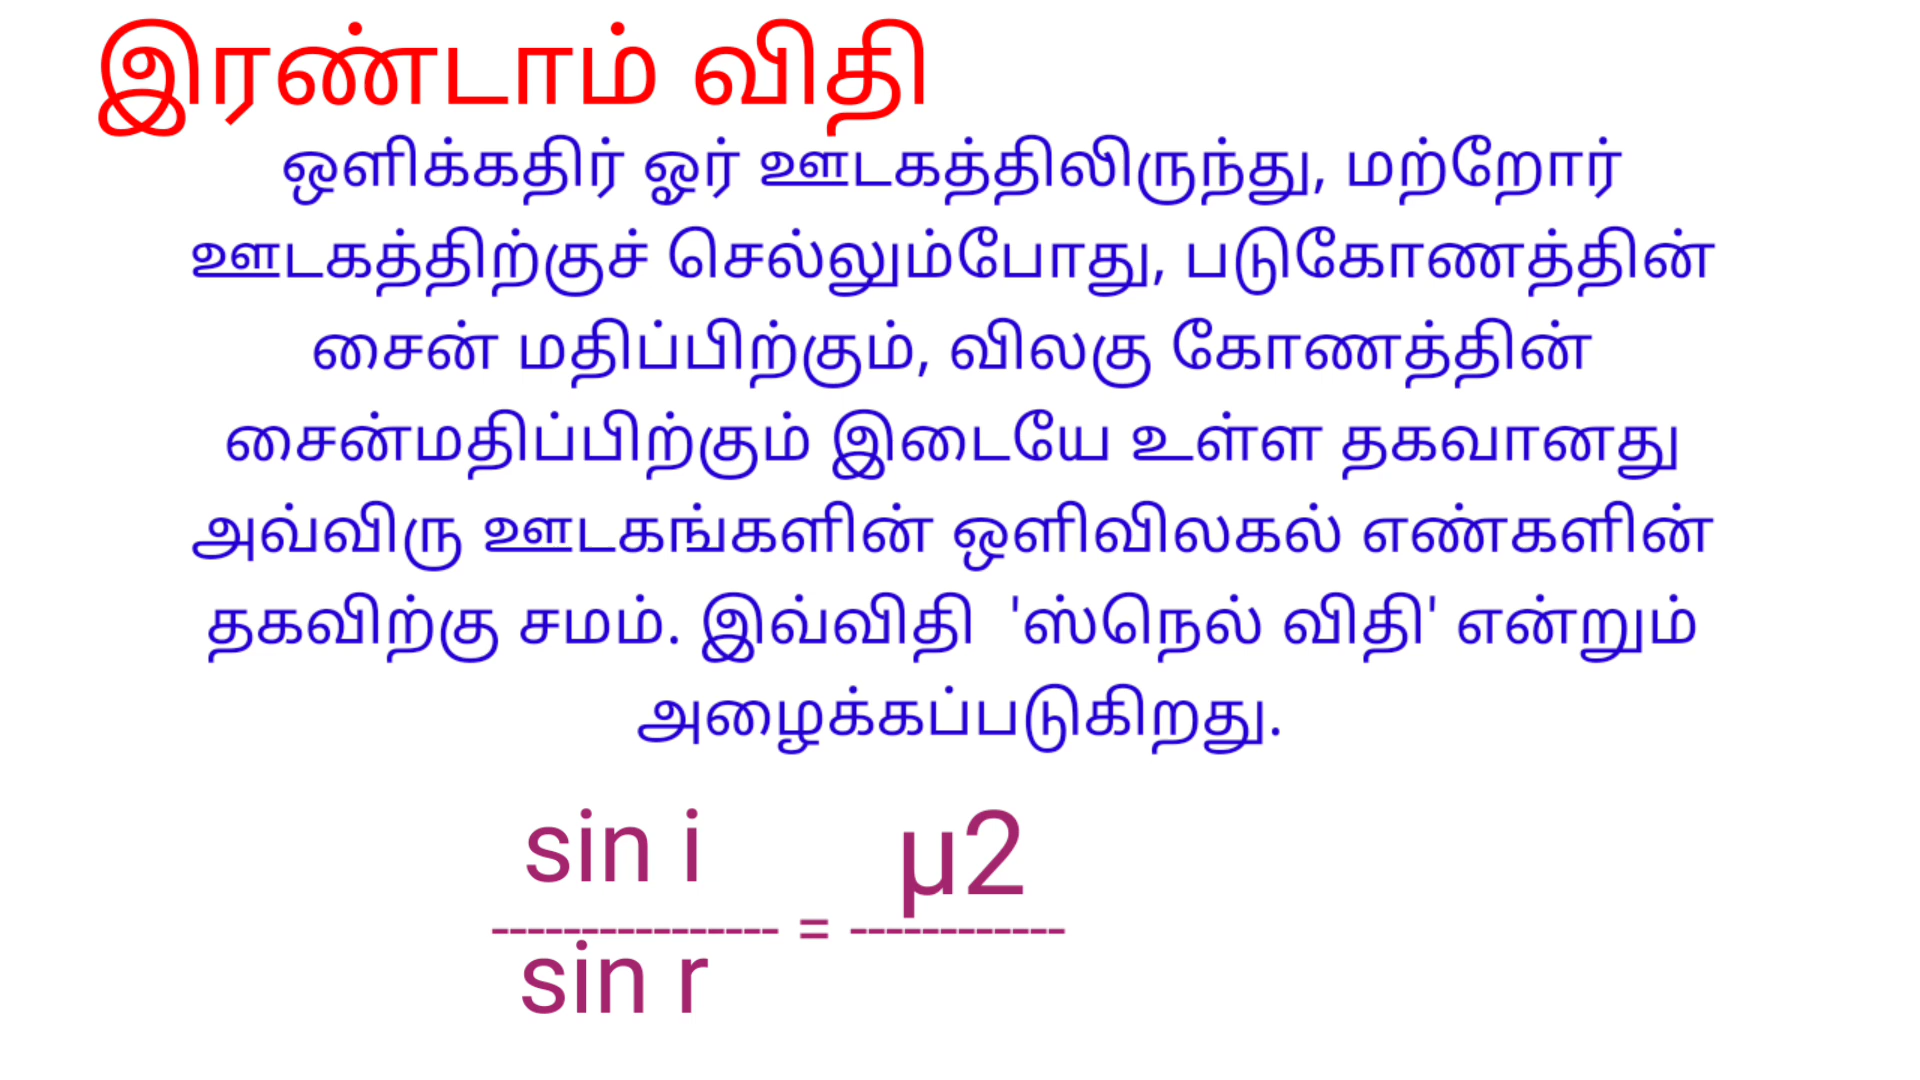 இரண்டாம் விதி
ஒளிக்கதிர் ஓர் ஊடகத்திலிருந்து, மற்றோர்
ஊடகத்திற்குச் செல்லும்போது, படுகோணத்தின்
சைன் மதிப்பிற்கும், விலகு கோணத்தின்
சைன்மதிப்பிற்கும் இடையே உள்ள தகவானது
அவ்விரு ஊடகங்களின் ஒளிவிலகல் எண்களின்
தகவிற்கு சமம். இவ்விதி 'ஸ்நெல் விதி' என்றும்
அழைக்கப்படுகிறது.
sin i µ2
---------------- = ------------
sin r